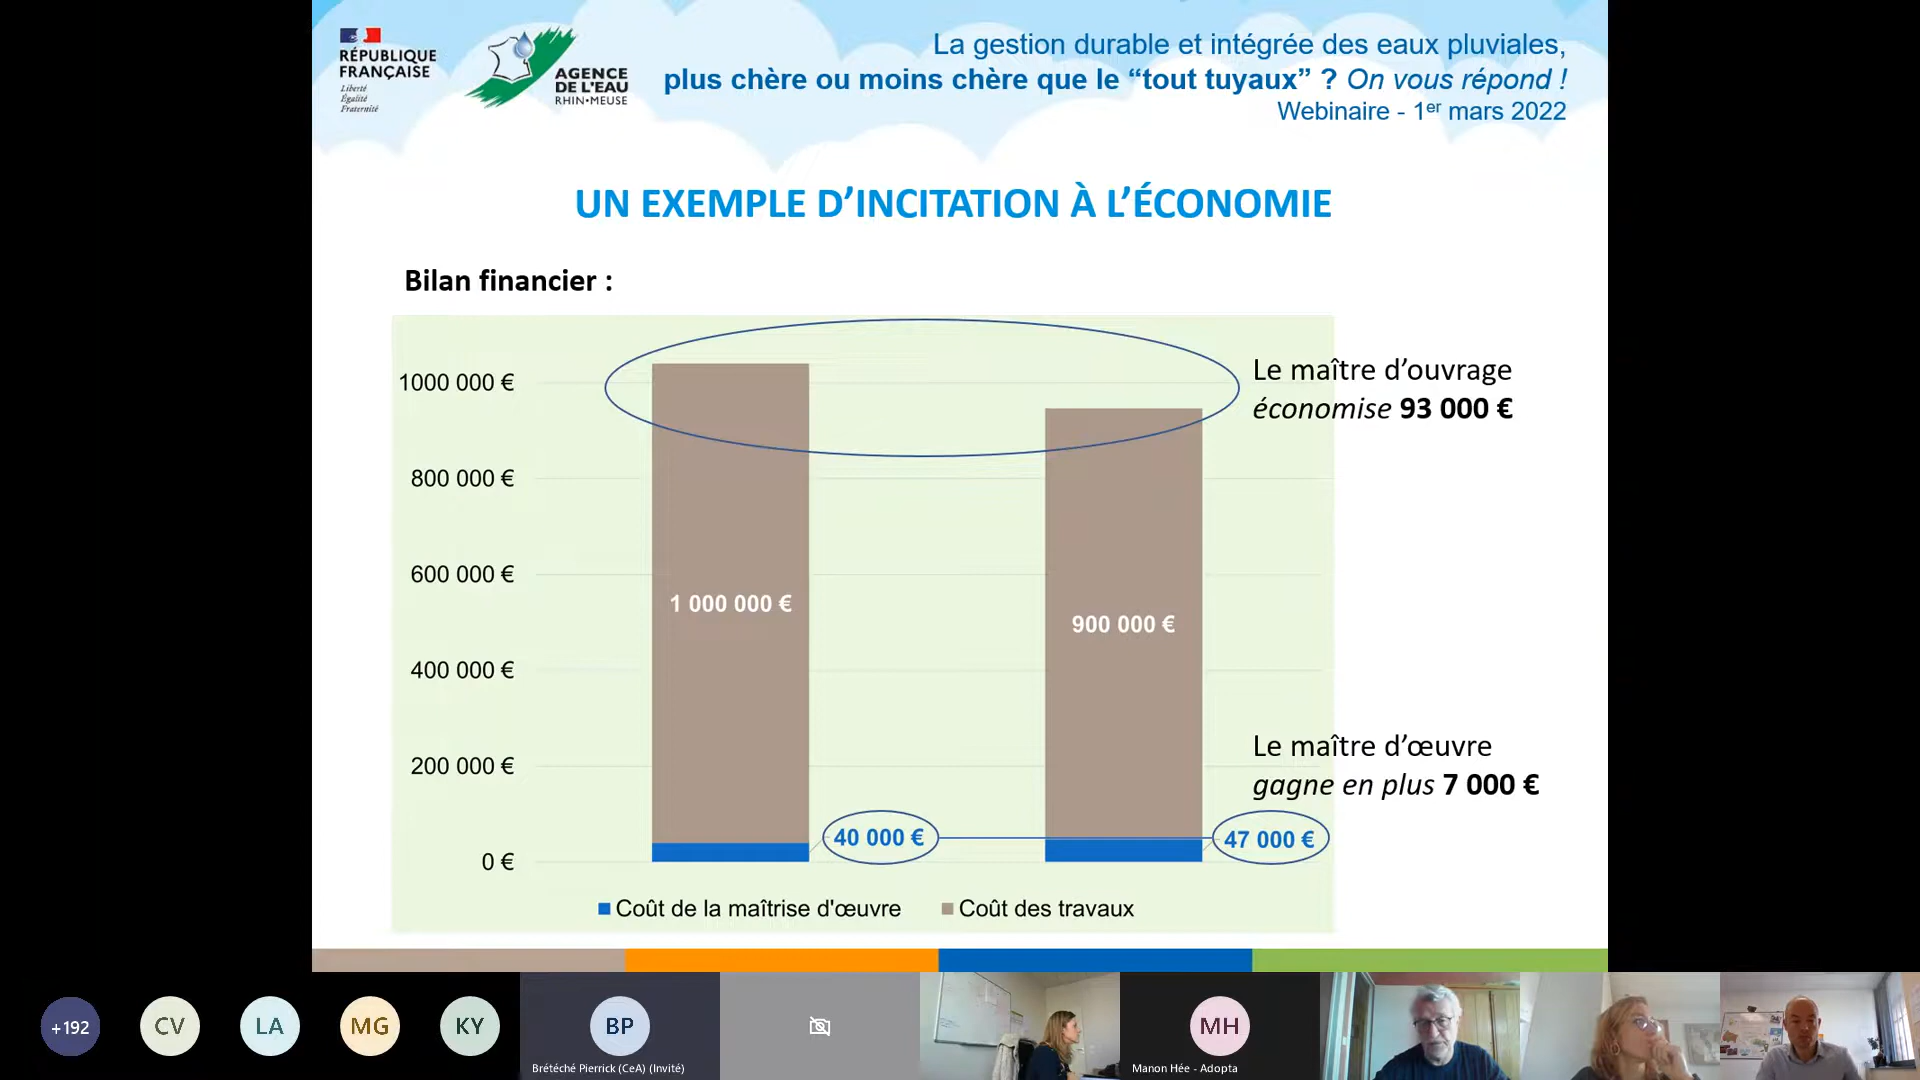 RÉPUBLIQUE
FRANÇAISE
Liberté
Égalité
Fraternité
AGENCE
DE L'EAU
RHIN•MEUSE
La gestion durable et intégrée des eaux pluviales,
plus chère ou moins chère que le “tout tuyaux” ? On vous répond !
Webinaire - 1er mars 2022
UN EXEMPLE D’INCITATION À L’ÉCONOMIE
Bilan financier :
1000 000 €
800 000 €
600 000 €
400 000 €
200 000 €
0 €
1 000 000 €
900 000 €
40 000 €
47 000 €
Le maître d’ouvrage
économise 93 000 €
Le maître d’œuvre
gagne en plus 7 000 €
Coût de la maîtrise d'œuvre
Coût des travaux
+192
CV
LA
MG
KY
BP
Brétéché Pierrick (CeA) (Invité)
MH
Manon Hée - Adopta